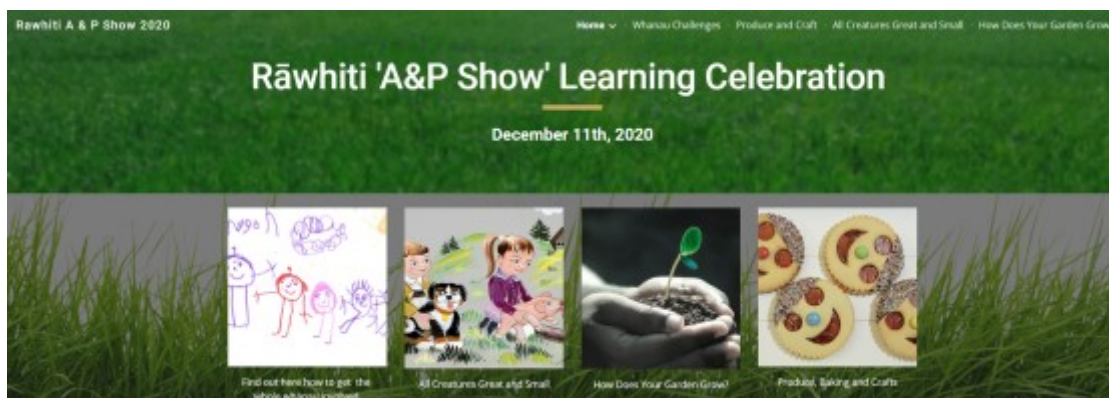 Rawhiti A & P Show 2020
Home · Whanau Challenges · Produce and Craft · All Creatures Great and Small · How Does Your Garden Grow
Rāwhiti 'A&P Show' Learning Celebration
December 11th, 2020
Find out here how to get the
whole whanau involved
All Creatures Great and Small
How Does Your Garden Grow?
Produce, Baking and Crafts